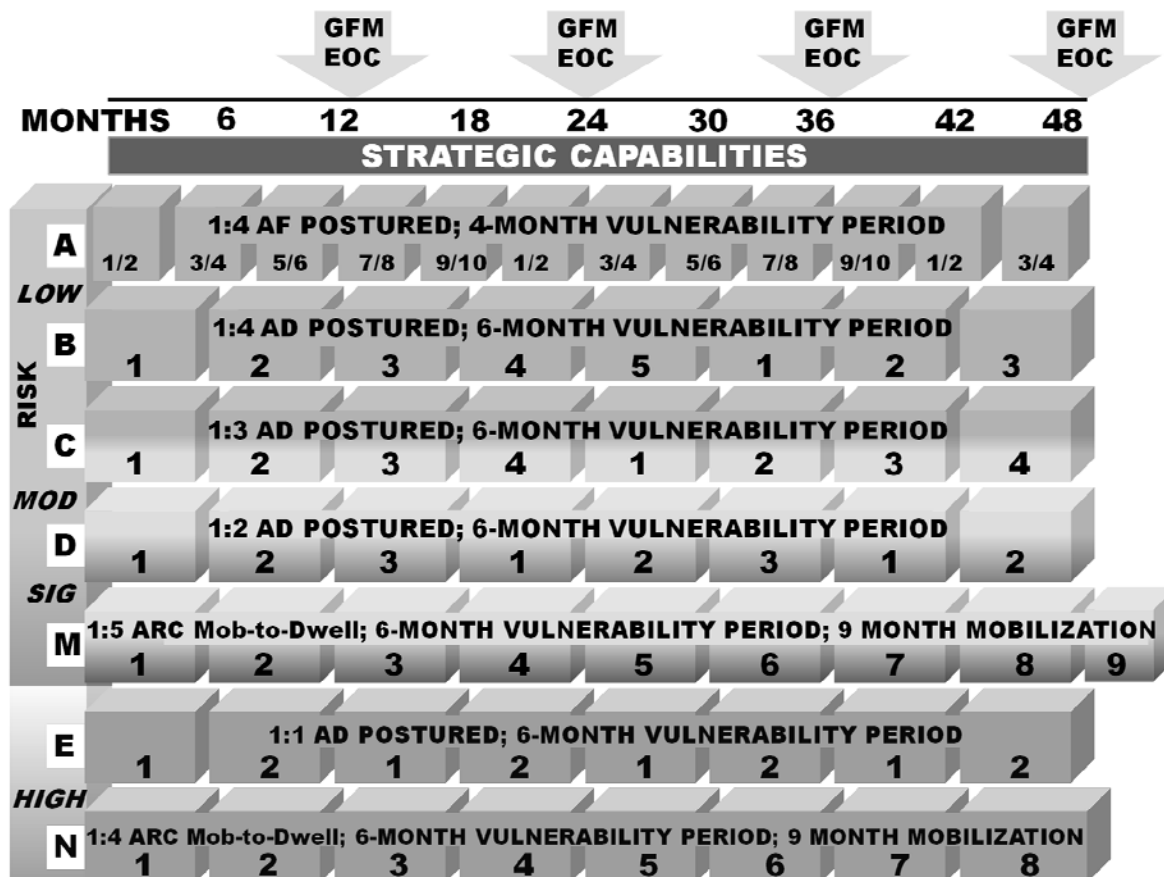 GFM GFM GFM GFM
EOC EOC EOC EOC
MONTHS 6 12 18 24 30 36 42 48
STRATEGIC CAPABILITIES
RISK
A
1:4 AF POSTURED; 4-MONTH VULNERABILITY PERIOD
1/2 3/4 5/6 7/8 9/10 1/2 3/4 5/6 7/8 9/10 1/2 3/4
LOW
B
1:4 AD POSTURED; 6-MONTH VULNERABILITY PERIOD
1 2 3 4 5 1 2 3
C
1:3 AD POSTURED; 6-MONTH VULNERABILITY PERIOD
1 2 3 4 1 2 3 4
MOD
D
1:2 AD POSTURED; 6-MONTH VULNERABILITY PERIOD
1 2 3 1 2 3 1 2
SIG
M
1:5 ARC Mob-to-Dwell; 6-MONTH VULNERABILITY PERIOD; 9 MONTH MOBILIZATION
1 2 3 4 5 6 7 8 9
E
1:1 AD POSTURED; 6-MONTH VULNERABILITY PERIOD
1 2 1 2 1 2 1 2
HIGH
N
1:4 ARC Mob-to-Dwell; 6-MONTH VULNERABILITY PERIOD; 9 MONTH MOBILIZATION
1 2 3 4 5 6 7 8